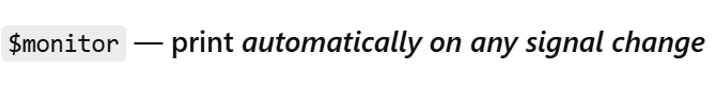 $monitor — print automatically on any signal change